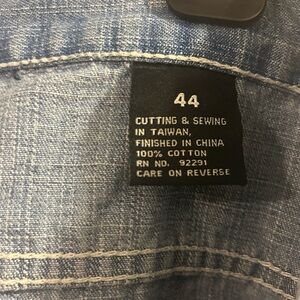 44
CUTTING & SEWING
IN TAIWAN,
FINISHED IN CHINA
100% COTTON
RN NO. 92291
CARE ON REVERSE